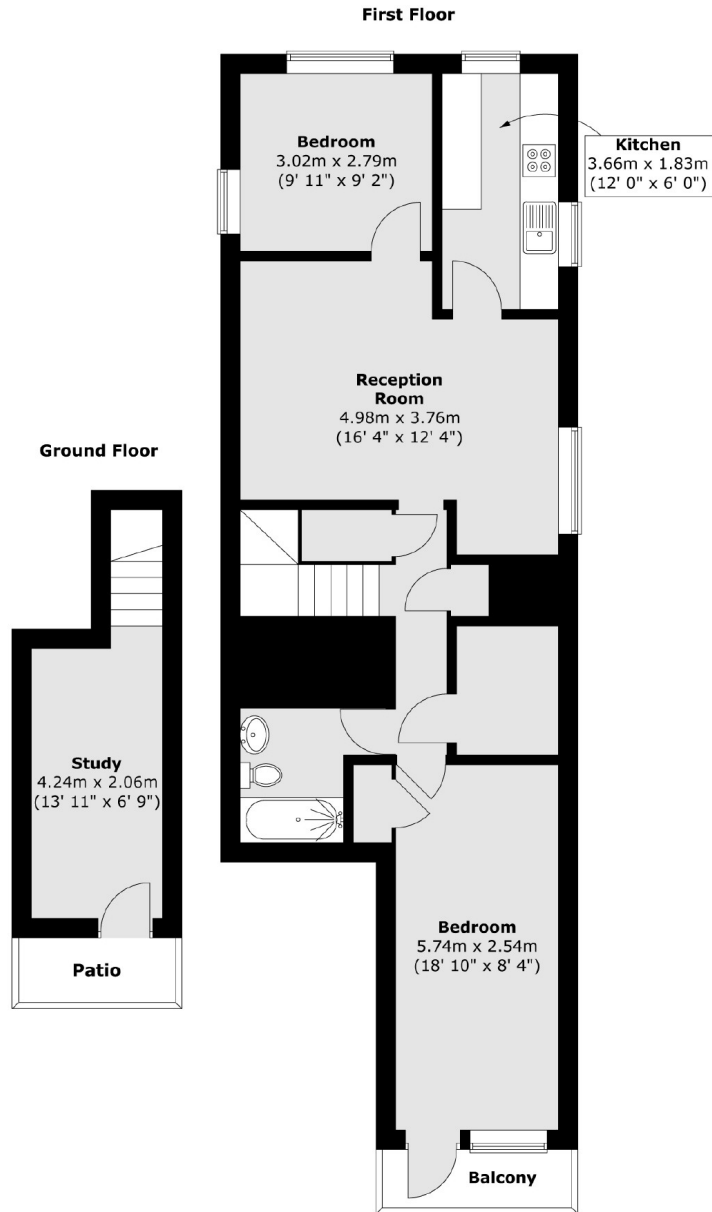 First Floor
Bedroom
3.02m x 2.79m
(9' 11" x 9' 2")
Kitchen
3.66m x 1.83m
(12' 0" x 6' 0")
Reception
Room
4.98m x 3.76m
(16' 4" x 12' 4")
Ground Floor
Study
4.24m x 2.06m
(13' 11" x 6' 9")
Patio
Bedroom
5.74m x 2.54m
(18' 10" x 8' 4")
Balcony